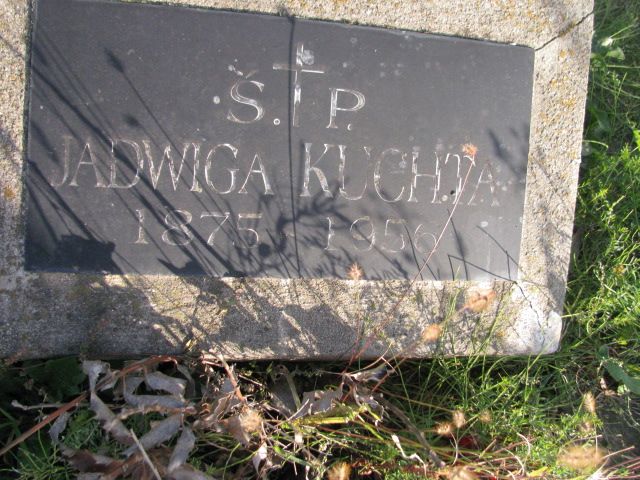 Š. P.
JADWIGA KUCHTA
1875 - 1956